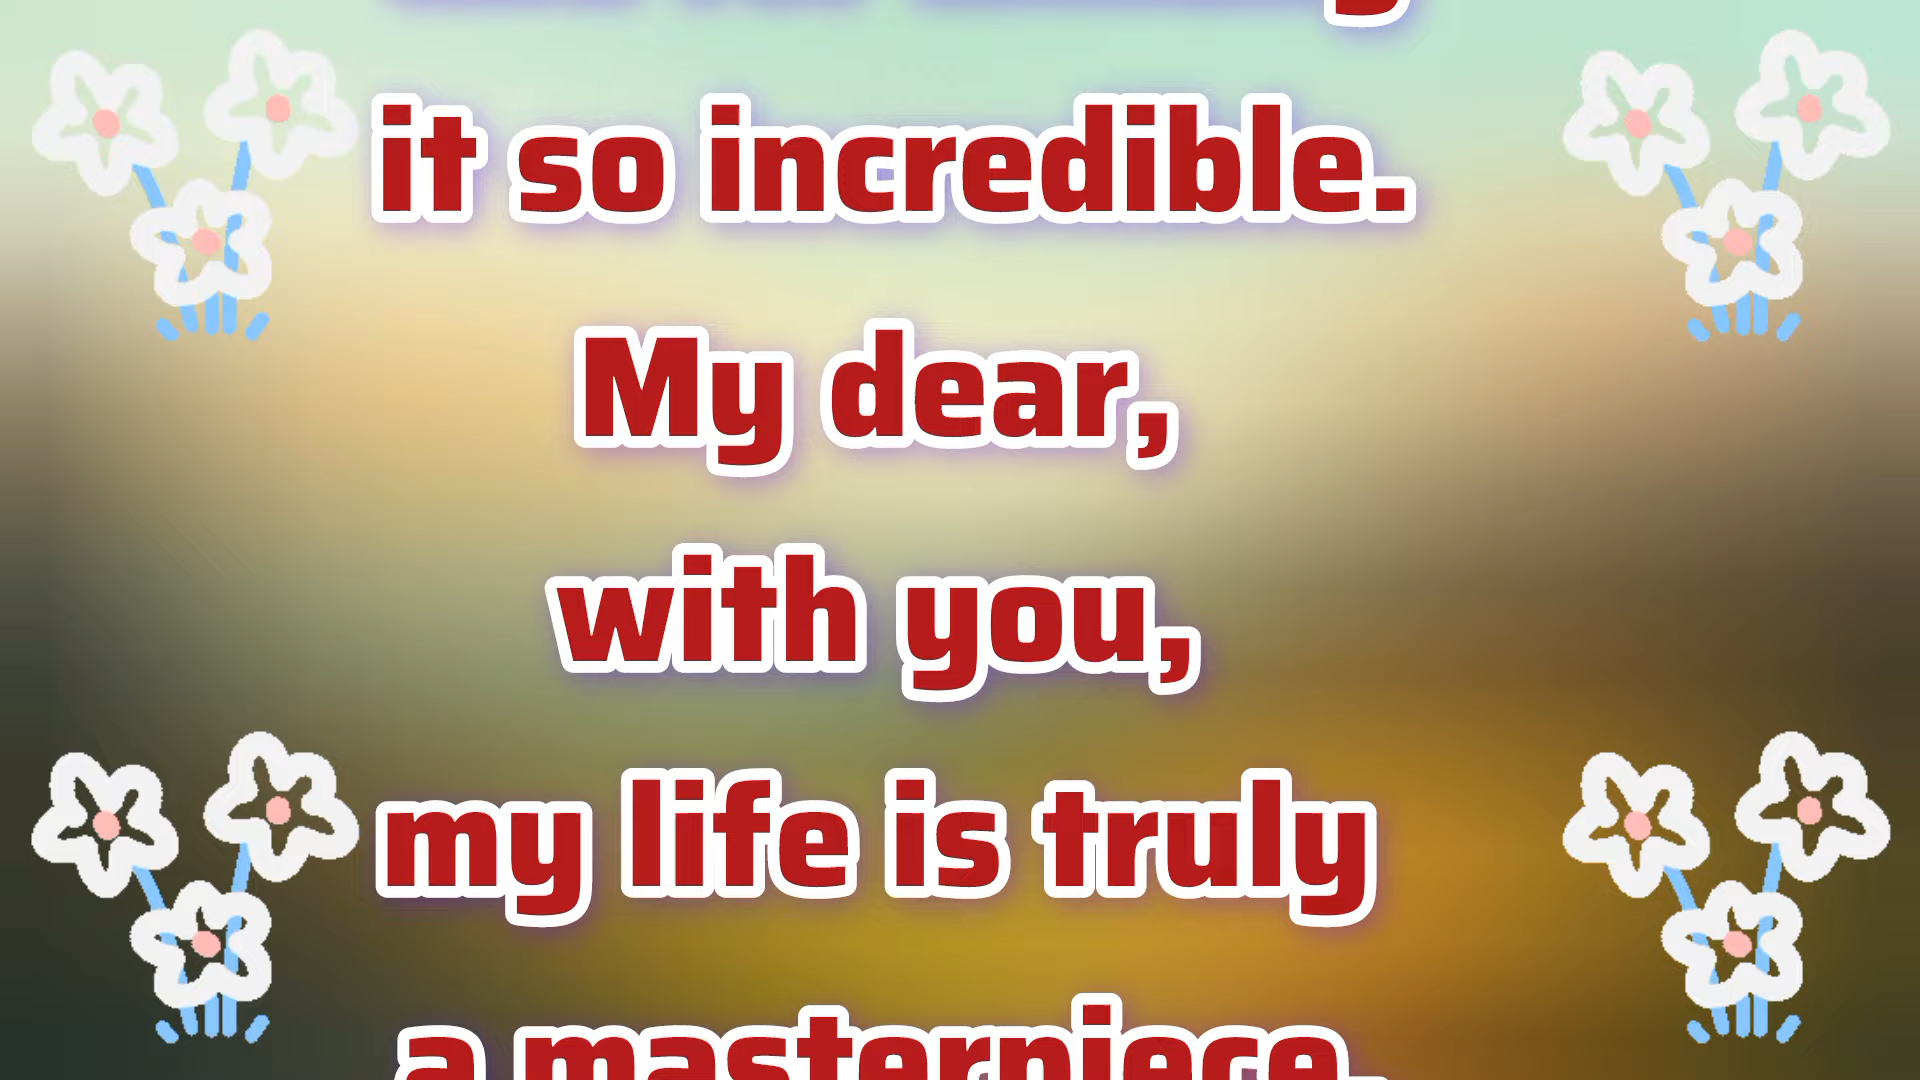 it so incredible.
My dear,
with you,
my life is truly
a masterpiece.